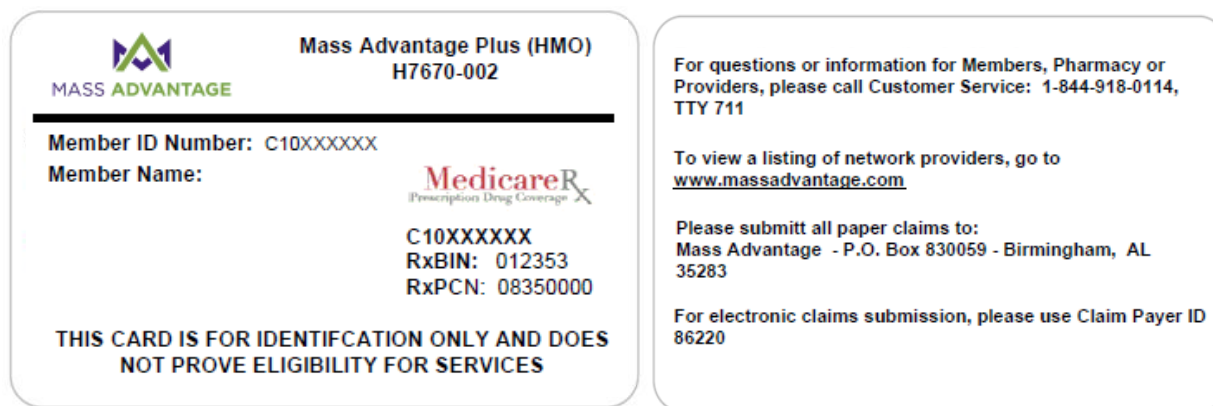 MASS ADVANTAGE
Mass Advantage Plus (HMO)
H7670-002
Member ID Number: C10XXXXXX
Member Name:
MedicareRx
Prescription Drug Coverage
C10XXXXXX
RxBIN: 012353
RxPCN: 08350000
THIS CARD IS FOR IDENTIFCATION ONLY AND DOES
NOT PROVE ELIGIBILITY FOR SERVICES
For questions or information for Members, Pharmacy or
Providers, please call Customer Service: 1-844-918-0114,
TTY 711
To view a listing of network providers, go to
www.massadvantage.com
Please submitt all paper claims to:
Mass Advantage - P.O. Box 830059 - Birmingham, AL
35283
For electronic claims submission, please use Claim Payer ID
86220